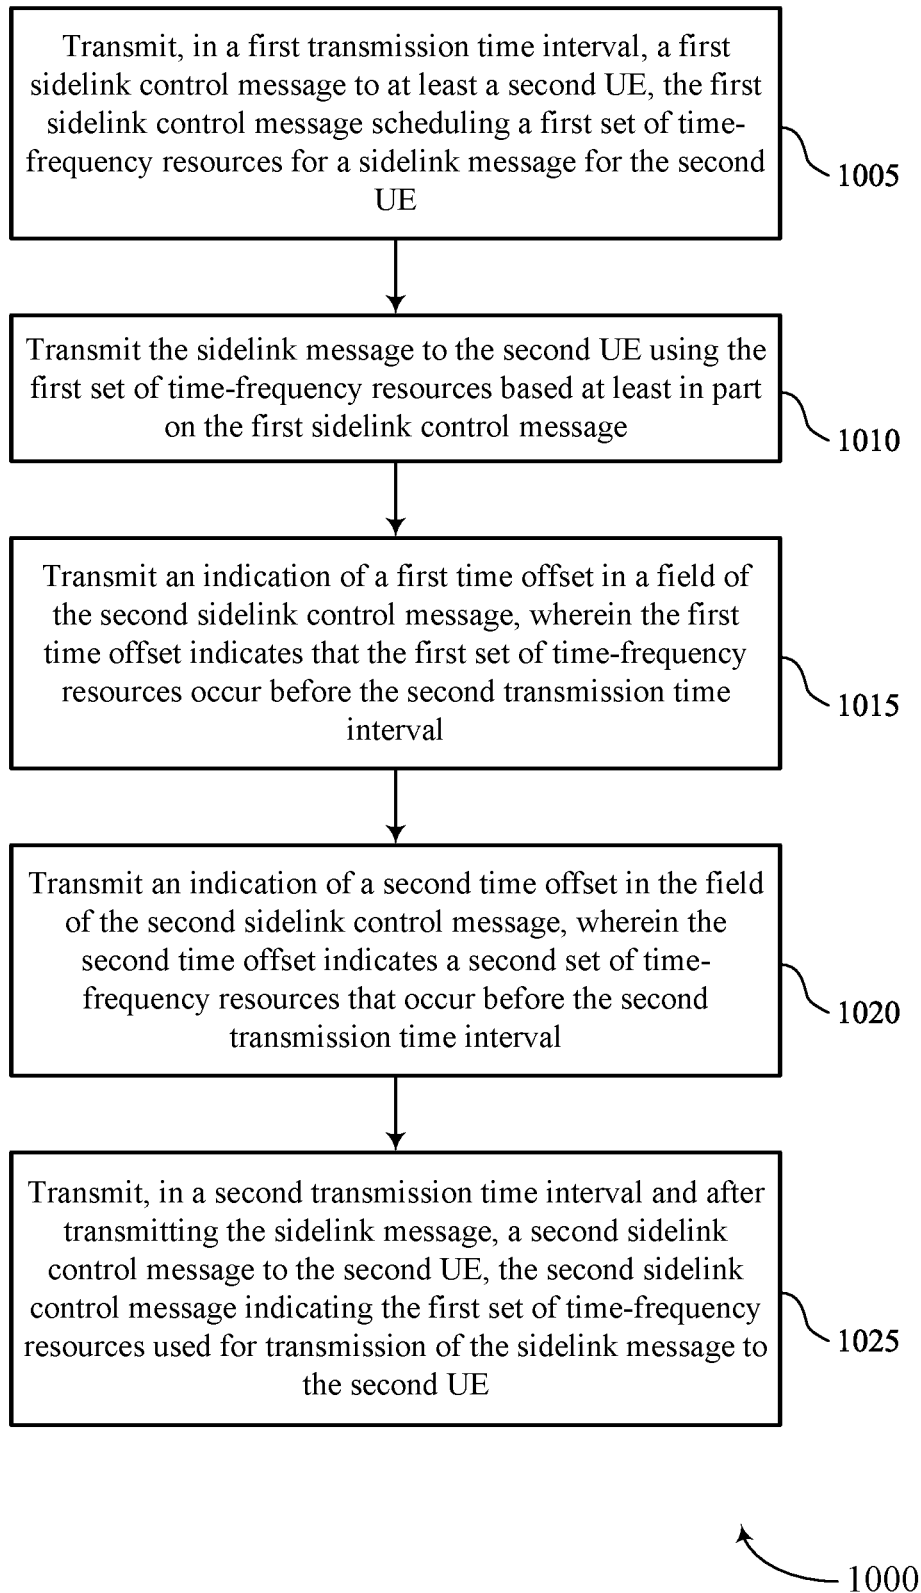 Transmit, in a first transmission time interval, a first
sidelink control message to at least a second UE, the first
sidelink control message scheduling a first set of time-
frequency resources for a sidelink message for the second
UE
1005
Transmit the sidelink message to the second UE using the
first set of time-frequency resources based at least in part
on the first sidelink control message
1010
Transmit an indication of a first time offset in a field of
the second sidelink control message, wherein the first
time offset indicates that the first set of time-frequency
resources occur before the second transmission time
interval
1015
Transmit an indication of a second time offset in the field
of the second sidelink control message, wherein the
second time offset indicates a second set of time-
frequency resources that occur before the second
transmission time interval
1020
Transmit, in a second transmission time interval and after
transmitting the sidelink message, a second sidelink
control message to the second UE, the second sidelink
control message indicating the first set of time-frequency
resources used for transmission of the sidelink message to
the second UE
1025
1000